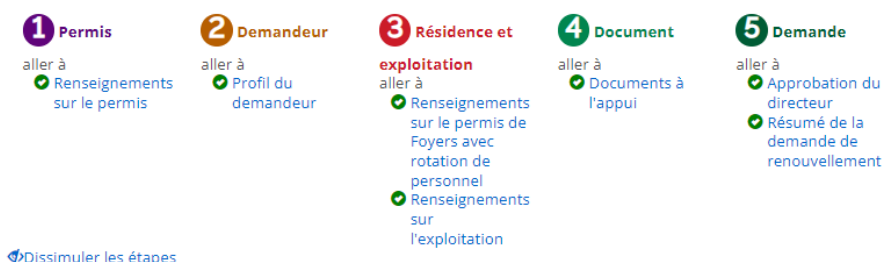 1 Permis
aller à
Renseignements
sur le permis
2 Demandeur
aller à
Profil du
demandeur
3 Résidence et
exploitation
aller à
Renseignements
sur le permis de
Foyers avec
rotation de
personnel
Renseignements
sur
l'exploitation
4 Document
aller à
Documents à
l'appui
5 Demande
aller à
Approbation du
directeur
Résumé de la
demande de
renouvellement
Dissimuler les étapes